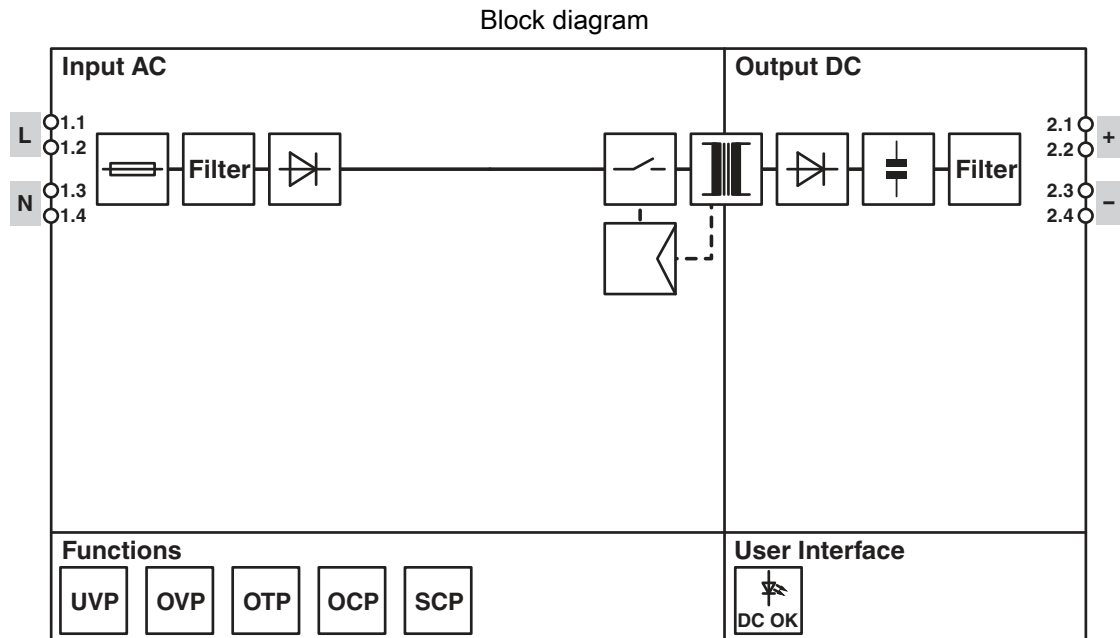 Block diagram
Input AC
Output DC
L
1.1
1.2
N
1.3
1.4
Filter
Filter
2.1
2.2
+
2.3
2.4
−
Functions
UVP
OVP
OTP
OCP
SCP
User Interface
DC OK